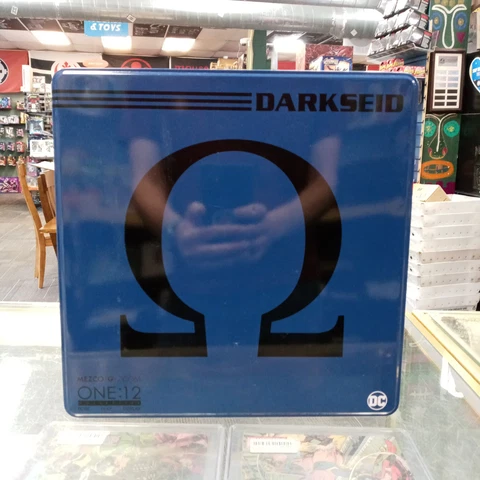 & TOYS
DARKSEID
Ω
ONE:12
DC